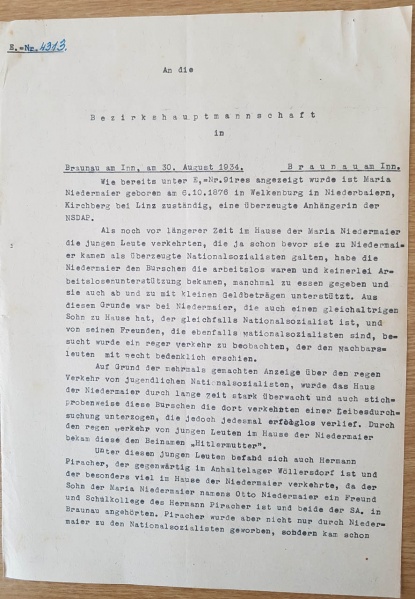 E.=Nr.4313.
An die
Bezirkshauptmannschaft
in
Braunau am Inn, am 30. August 1934. Braunau am Inn.
Wie bereits unter E.=Nr.91res angezeigt wurde ist Maria
Niedermaier geboren am 6.10.1876 in Welkenburg in Niederbaiern,
Kirchberg bei Linz zuständig, eine überzeugte Anhängerin der
NSDAP.
Als noch vor längerer Zeit im Hause der Maria Niedermaier
die jungen Leute verkehrten, die ja schon bevor sie zu Niedermai=
er kamen als überzeugte Nationalsozialisten galten, habe die
Niedermaier den Burschen die arbeitslos waren und keinerlei Ar=
beitslosenunterstützung bekamen, manchmal zu essen gegeben und
sie auch ab und zu mit kleinen Geldbeträgen unterstützt. Aus
diesem Grunde war bei Niedermaier, die auch einen gleichaltrigen
Sohn zu Hause hat, der gleichfalls Nationalsozialist ist, und
von seinen Freunden, die ebenfalls Nationalsozialisten sind, be=
sucht wurde ein reger Verkehr zu beobachten, der den Nachbars=
leuten mit recht bedenklich erschien.
Auf Grund der mehrmals gemachten Anzeige über den regen
Verkehr von jugendlichen Nationalsozialisten, wurde das Haus
der Niedermaier durch lange Zeit stark überwacht und auch stich=
probenweise diese Burschen die dort verkehrten einer Leibesdurch=
suchung unterzogen, die jedoch jedesmal erfolglos verlief. Durch
den regen Verkehr von jungen Leuten im Hause der Niedermaier
bekam diese den Beinamen „Hitlermutter".
Unter diesen jungen Leuten befand sich auch Hermann
Piracher, der gegenwärtig im Anhaltelager Wöllersdorf ist und
der besonders viel im Hause der Niedermaier verkehrte, da der
Sohn der Maria Niedermaier namens Otto Niedermaier ein Freund
und Schulkollege des Hermann Piracher ist und beide der SA. in
Braunau angehörten. Piracher wurde aber nicht nur durch Nieder=
maier zu den Nationalsozialisten geworben, sondern kam schon